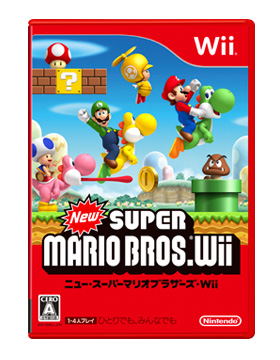 Wii
?
New
SUPER
MARIO BROS.Wii
ニュー・スーパーマリオブラザーズ・Wii
CERO
A
1-4人プレイ ひとりでも、みんなでも
Nintendo